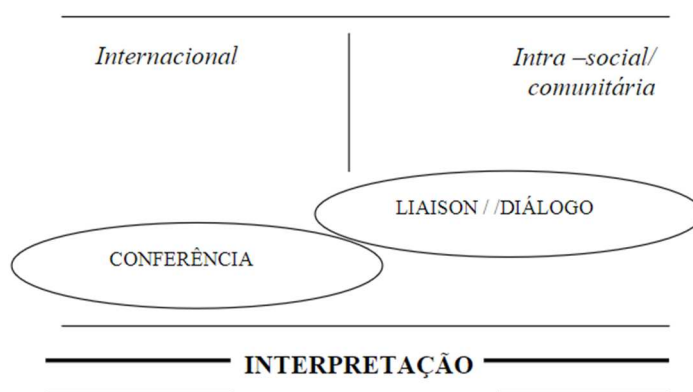 Internacional
Intra –social/
comunitária
LIAISON / /DIÁLOGO
CONFERÊNCIA
INTERPRETAÇÃO